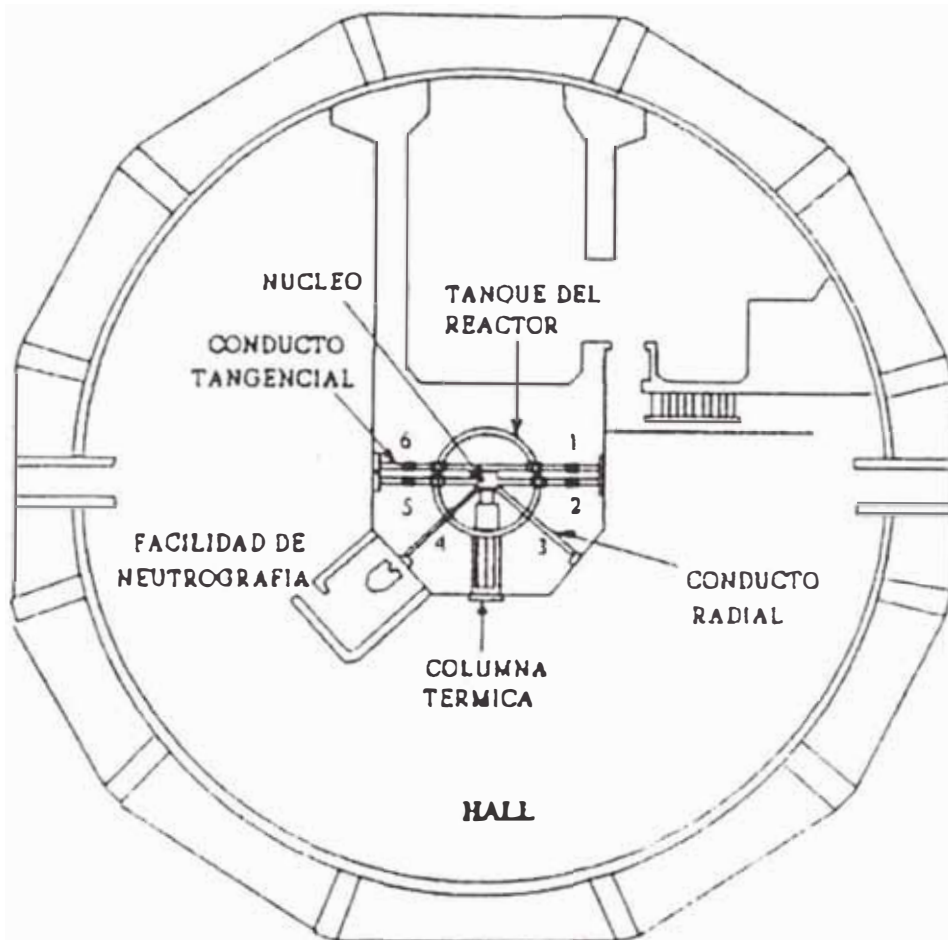 NUCLEO
TANQUE DEL
REACTOR
CONDUCTO
TANGENCIAL
6
1
5
2
4
3
FACILIDAD DE
NEUTROGRAFIA
CONDUCTO
RADIAL
COLUMNA
TERMICA
HALL